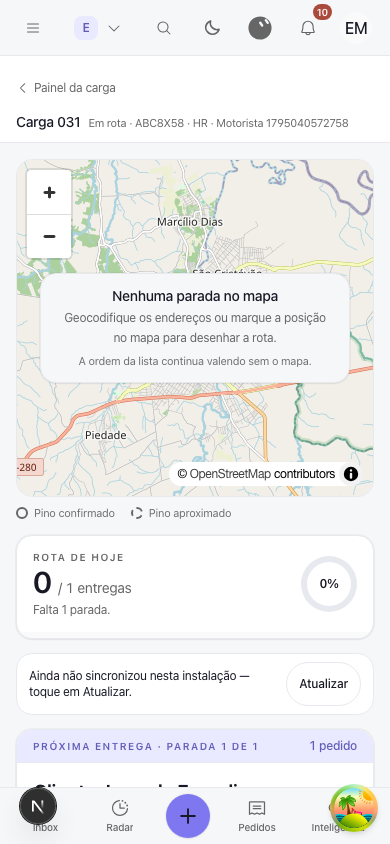 E
10
EM
Painel da carga
Carga 031 Em rota · ABC8X58 · HR · Motorista 1795040572758
+
−
Marcílio Dias
Nenhuma parada no mapa
Geocodifique os endereços ou marque a posição
no mapa para desenhar a rota.
A ordem da lista continua valendo sem o mapa.
Piedade
-280
© OpenStreetMap contributors
Pino confirmado Pino aproximado
ROTA DE HOJE
0 / 1 entregas
0%
Falta 1 parada.
Ainda não sincronizou nesta instalação —
toque em Atualizar.
Atualizar
PRÓXIMA ENTREGA · PARADA 1 DE 1 1 pedido
N
Inbox
Radar
Pedidos